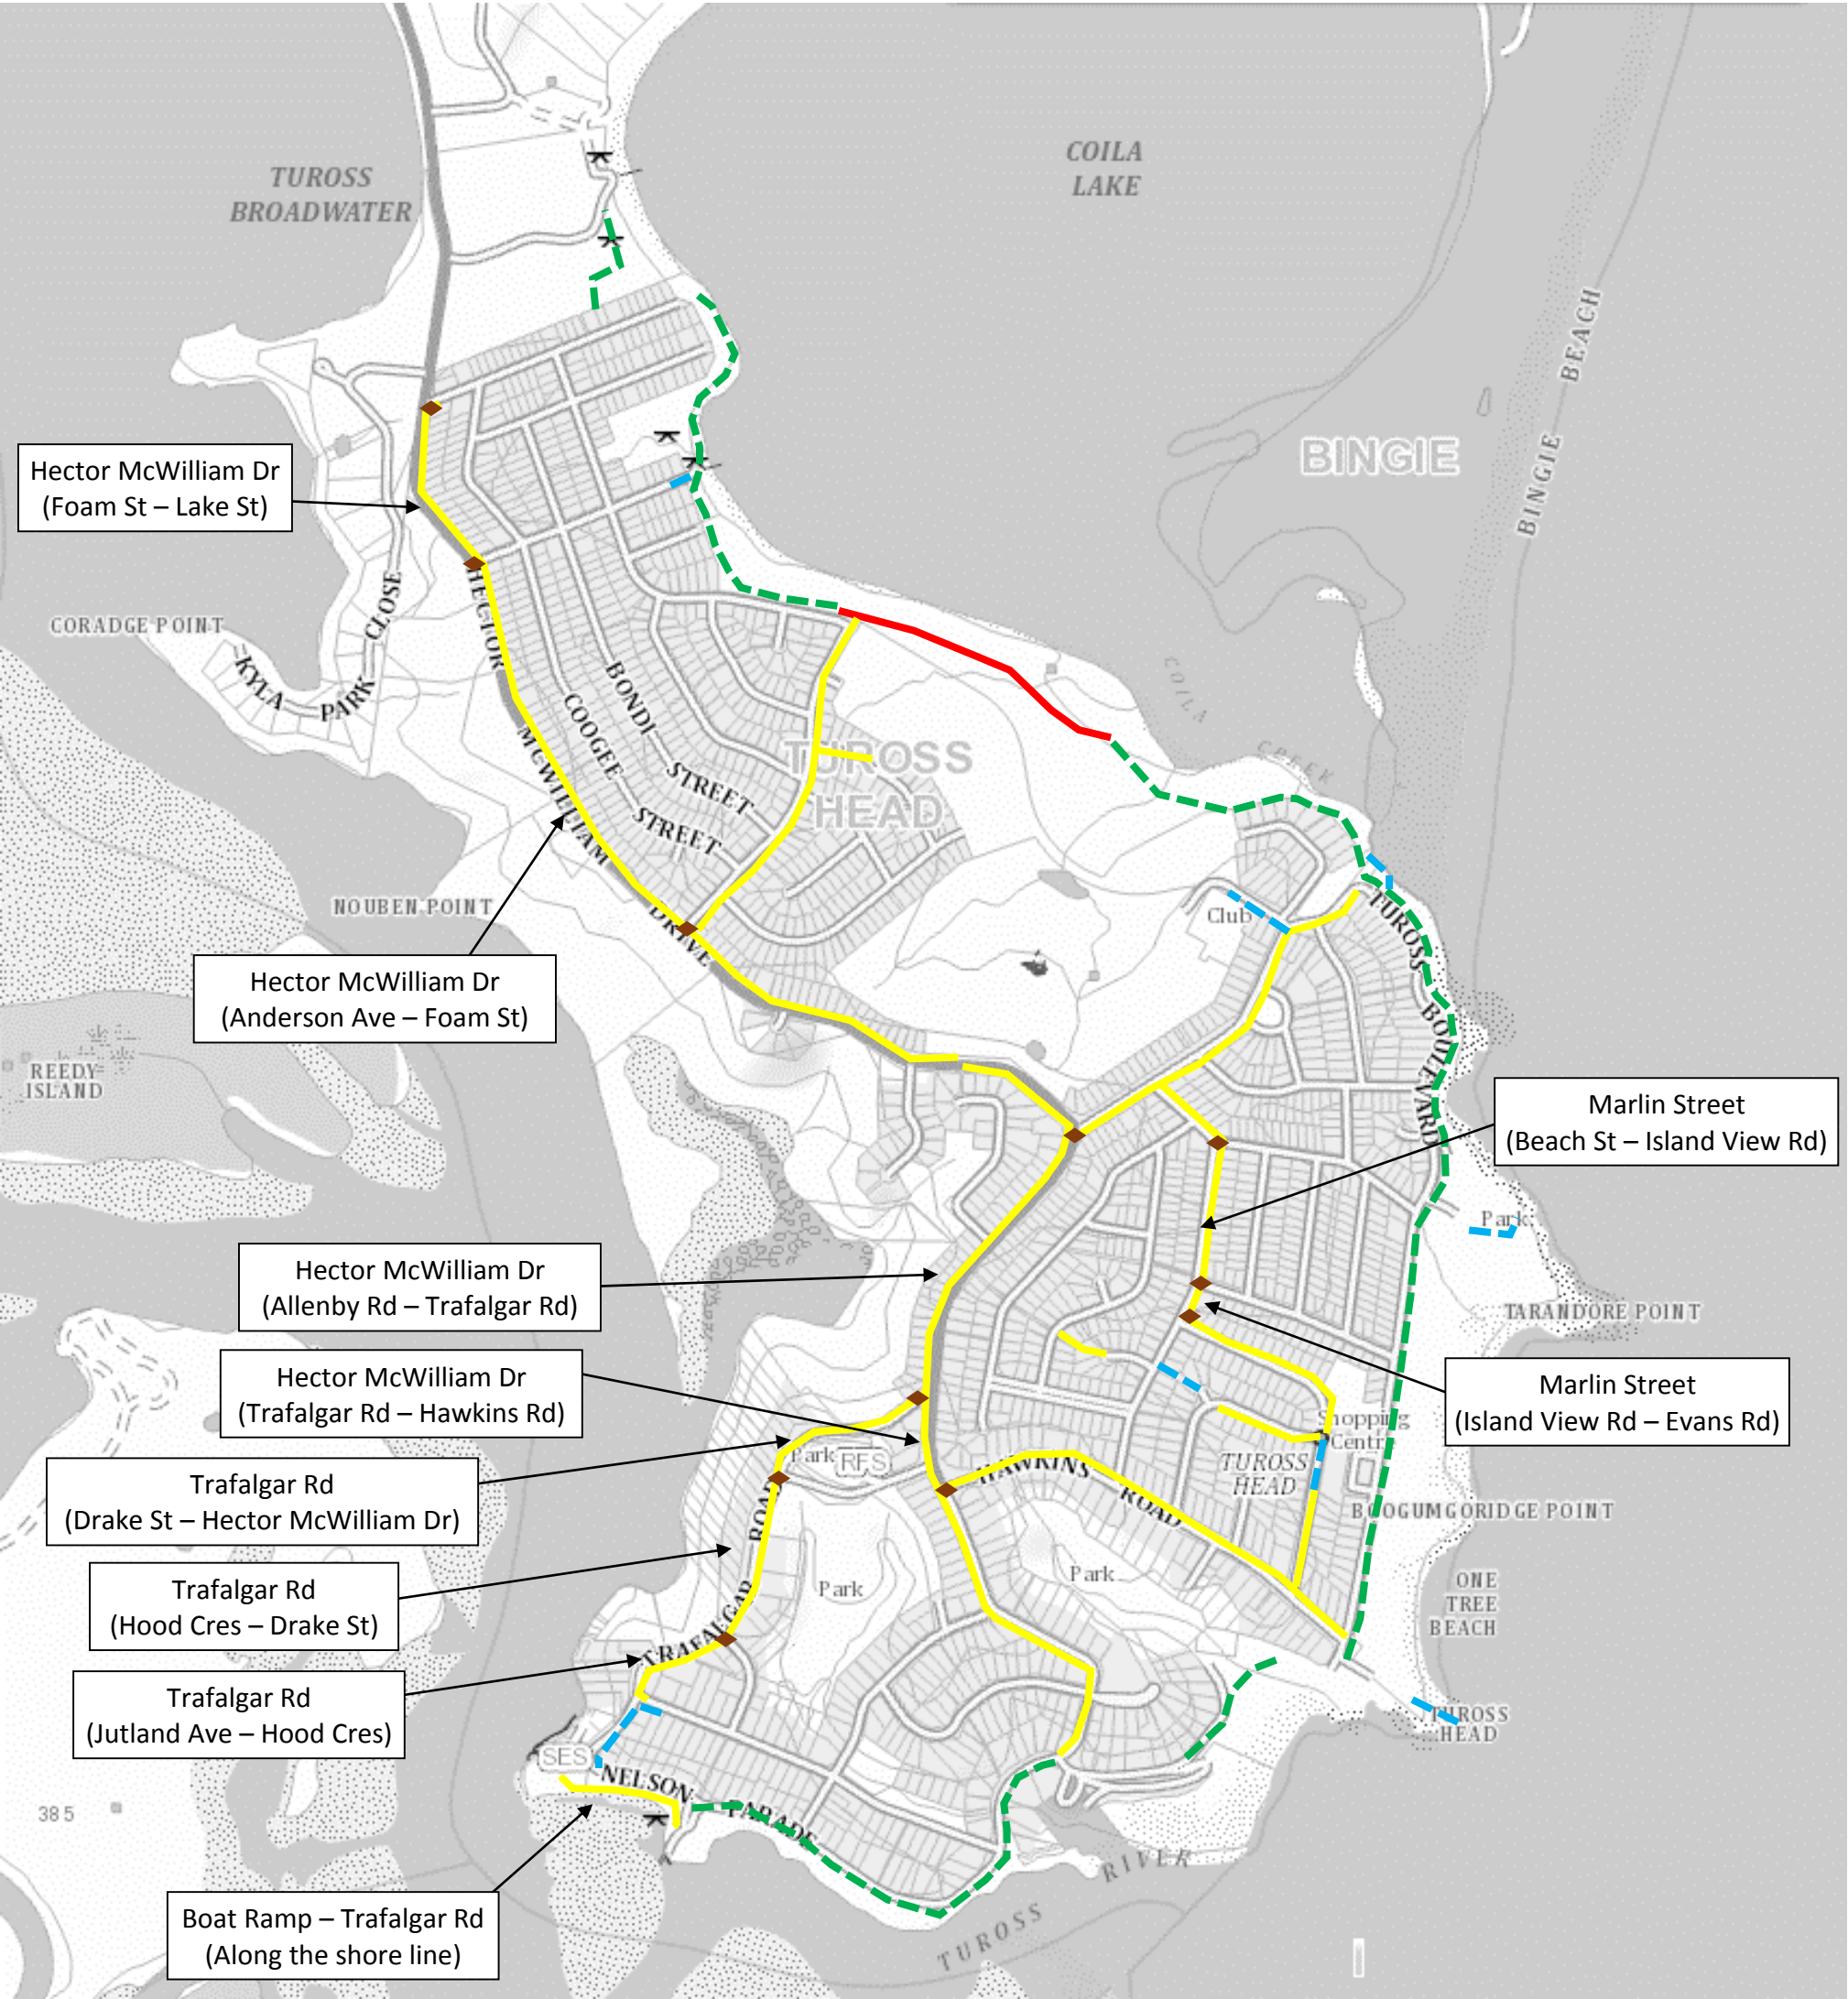 TUROSS
BROADWATER
COILA
LAKE
BINGIE BEACH
BINGIE
Hector McWilliam Dr
(Foam St – Lake St)
CORADGE POINT
KYLA PARK CLOSE
HECTOR McWILLIAM DRIVE
BONDI STREET
COOGEE STREET
TUROSS
HEAD
COILA CREEK
NOUBEN POINT
Club
TUROSS BOULEVARD
Hector McWilliam Dr
(Anderson Ave – Foam St)
REEDY
ISLAND
Marlin Street
(Beach St – Island View Rd)
Park
Hector McWilliam Dr
(Allenby Rd – Trafalgar Rd)
TARANDORE POINT
Hector McWilliam Dr
(Trafalgar Rd – Hawkins Rd)
Marlin Street
(Island View Rd – Evans Rd)
Shopping
Centre
Park
RFS
HAWKINS ROAD
TUROSS
HEAD
Trafalgar Rd
(Drake St – Hector McWilliam Dr)
BOOGUMGORIDGE POINT
Trafalgar Rd
(Hood Cres – Drake St)
TRAFALGAR ROAD
Park
Park
ONE
TREE
BEACH
Trafalgar Rd
(Jutland Ave – Hood Cres)
TUROSS
HEAD
SES
NELSON PARADE
385
Boat Ramp – Trafalgar Rd
(Along the shore line)
TUROSS RIVER